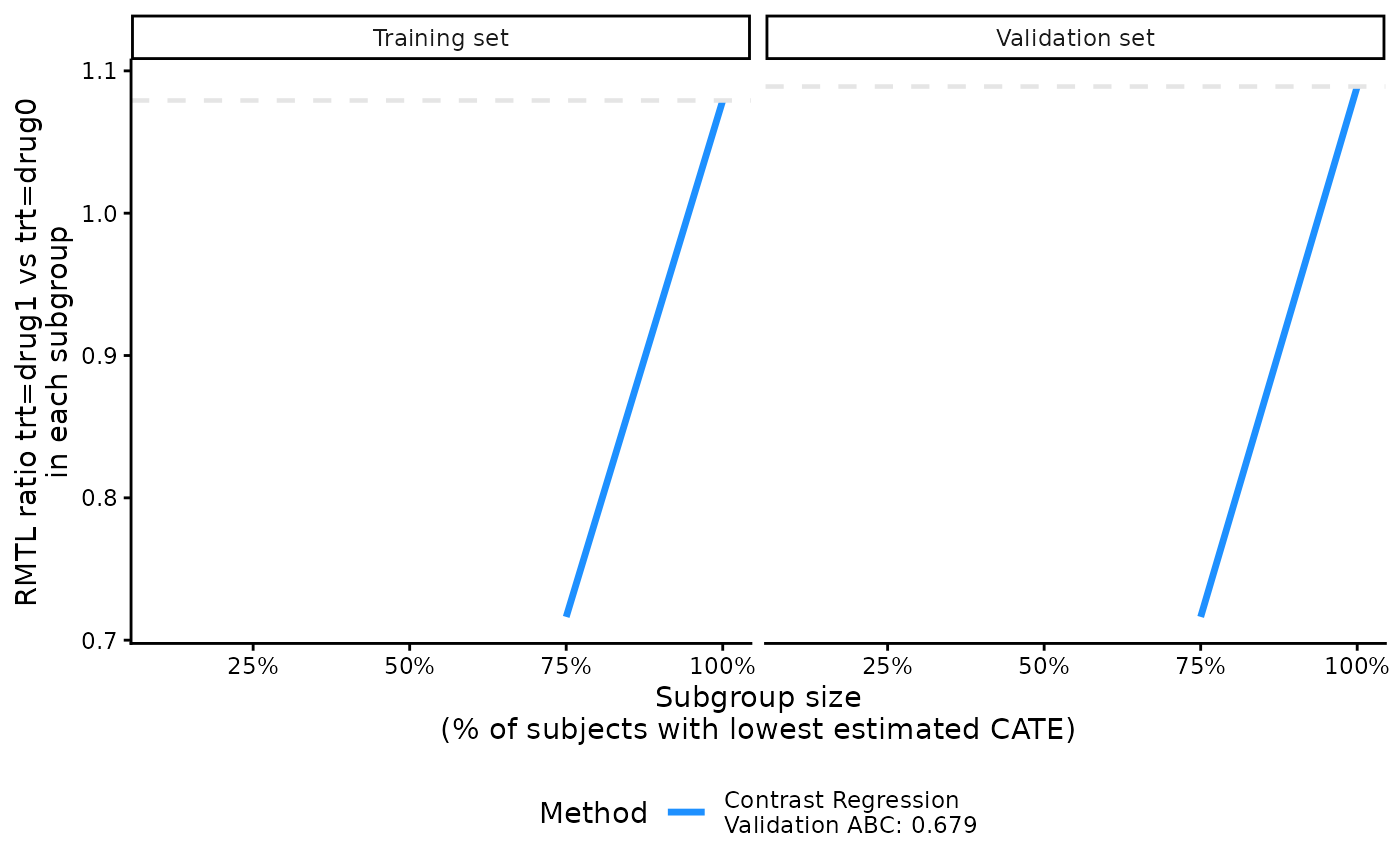 Training set
Validation set
RMTL ratio trt=drug1 vs trt=drug0
in each subgroup
1.1
1.0
0.9
0.8
0.7
25%
50%
75%
100%
25%
50%
75%
100%
Subgroup size
(% of subjects with lowest estimated CATE)
Method
Contrast Regression
Validation ABC: 0.679